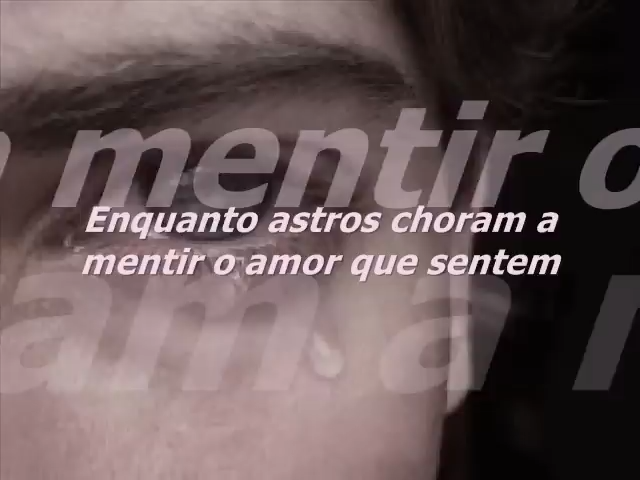 mentir o
Enquanto astros choram a
mentir o amor que sentem
am a